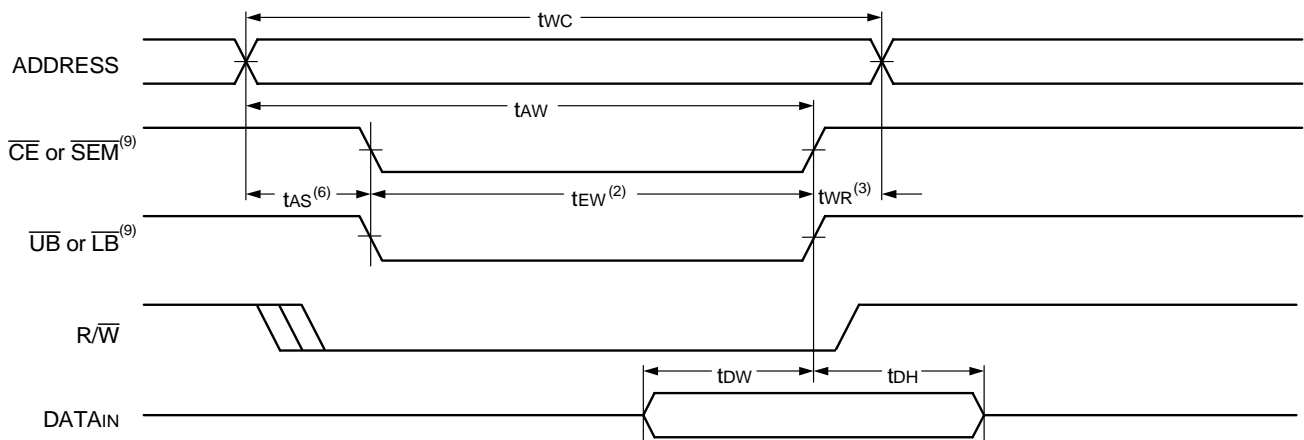 tWC
ADDRESS
tAW
CE or SEM(9)
tAS(6)
tEW(2)
tWR(3)
UB or LB(9)
R/W
tDW
tDH
DATAIN